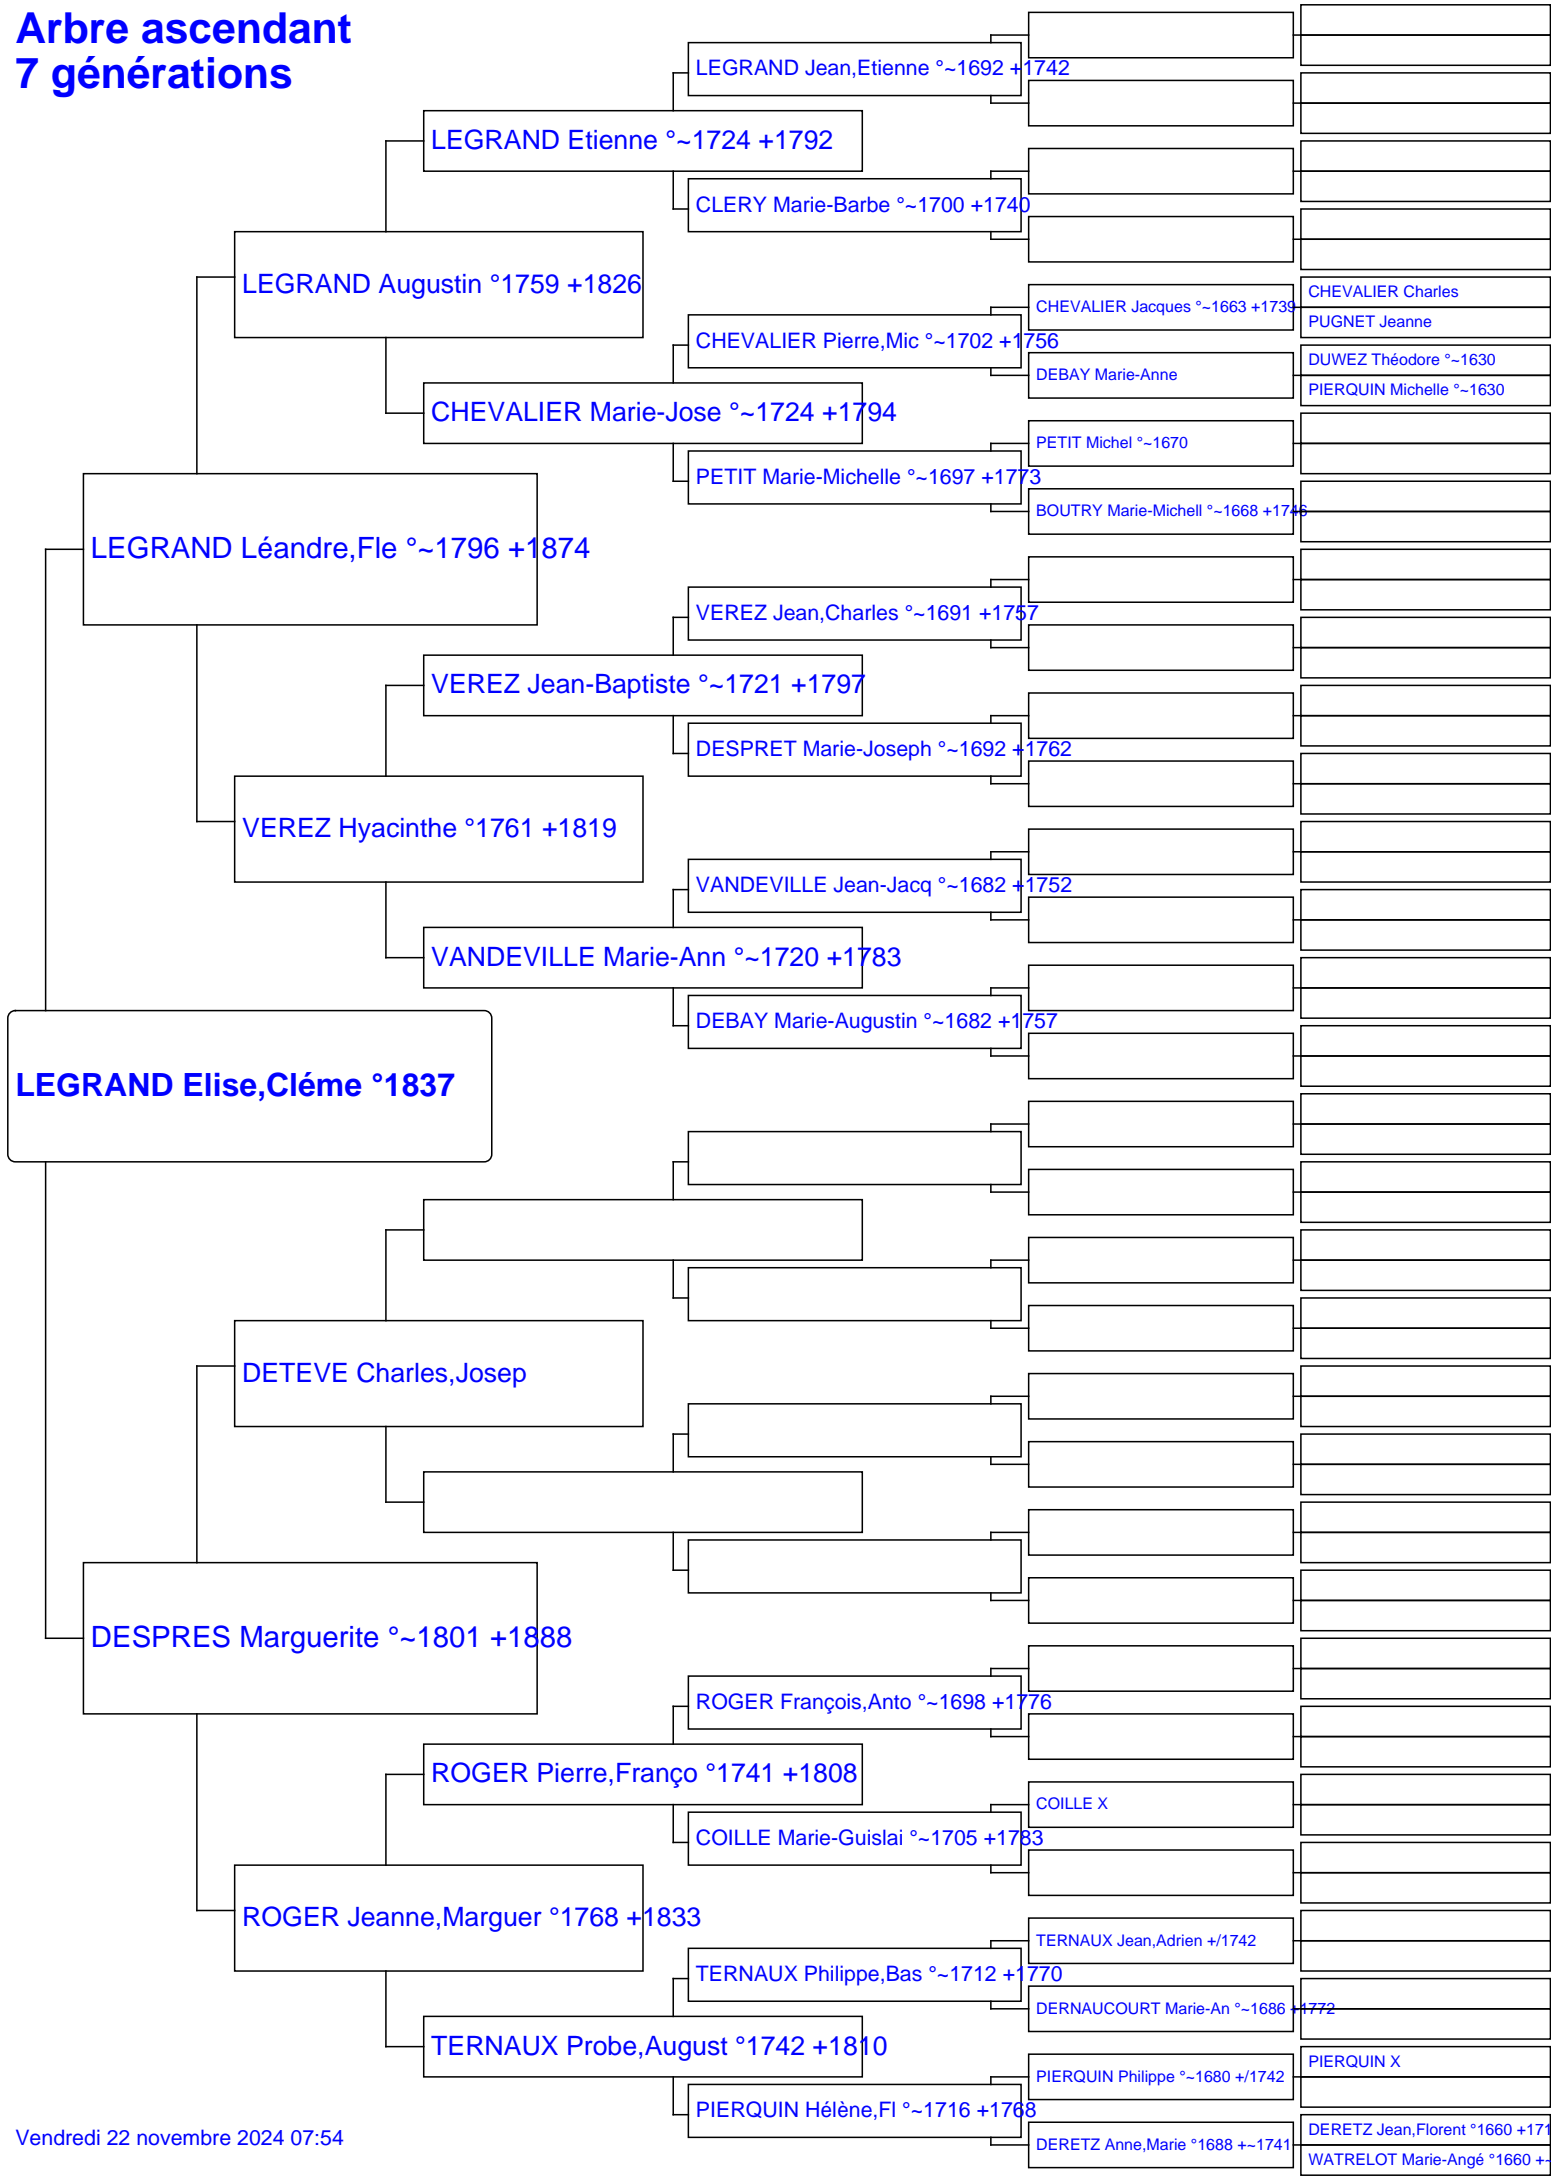 Arbre ascendant
7 générations
LEGRAND Jean,Etienne °~1692 +1742
LEGRAND Etienne °~1724 +1792
CLERY Marie-Barbe °~1700 +1740
LEGRAND Augustin °1759 +1826
CHEVALIER Charles
CHEVALIER Jacques °~1663 +1739
PUGNET Jeanne
CHEVALIER Pierre,Mic °~1702 +1756
DUWEZ Théodore °~1630
DEBAY Marie-Anne
PIERQUIN Michelle °~1630
CHEVALIER Marie-Jose °~1724 +1794
PETIT Michel °~1670
PETIT Marie-Michelle °~1697 +1773
BOUTRY Marie-Michell °~1668 +1746
LEGRAND Léandre,Fle °~1796 +1874
VEREZ Jean,Charles °~1691 +1757
VEREZ Jean-Baptiste °~1721 +1797
DESPRET Marie-Joseph °~1692 +1762
VEREZ Hyacinthe °1761 +1819
VANDEVILLE Jean-Jacq °~1682 +1752
VANDEVILLE Marie-Ann °~1720 +1783
DEBAY Marie-Augustin °~1682 +1757
LEGRAND Elise,Cléme °1837
DETEVE Charles,Josep
DESPRES Marguerite °~1801 +1888
ROGER François,Anto °~1698 +1776
ROGER Pierre,Franço °1741 +1808
COILLE X
COILLE Marie-Guislai °~1705 +1783
ROGER Jeanne,Marguer °1768 +1833
TERNAUX Jean,Adrien +/1742
TERNAUX Philippe,Bas °~1712 +1770
DERNAUCOURT Marie-An °~1686 +1772
TERNAUX Probe,August °1742 +1810
PIERQUIN X
PIERQUIN Philippe °~1680 +/1742
PIERQUIN Hélène,Fl °~1716 +1768
DERETZ Jean,Florent °1660 +171
DERETZ Anne,Marie °1688 +~1741
WATRELOT Marie-Angé °1660 +~
Vendredi 22 novembre 2024 07:54